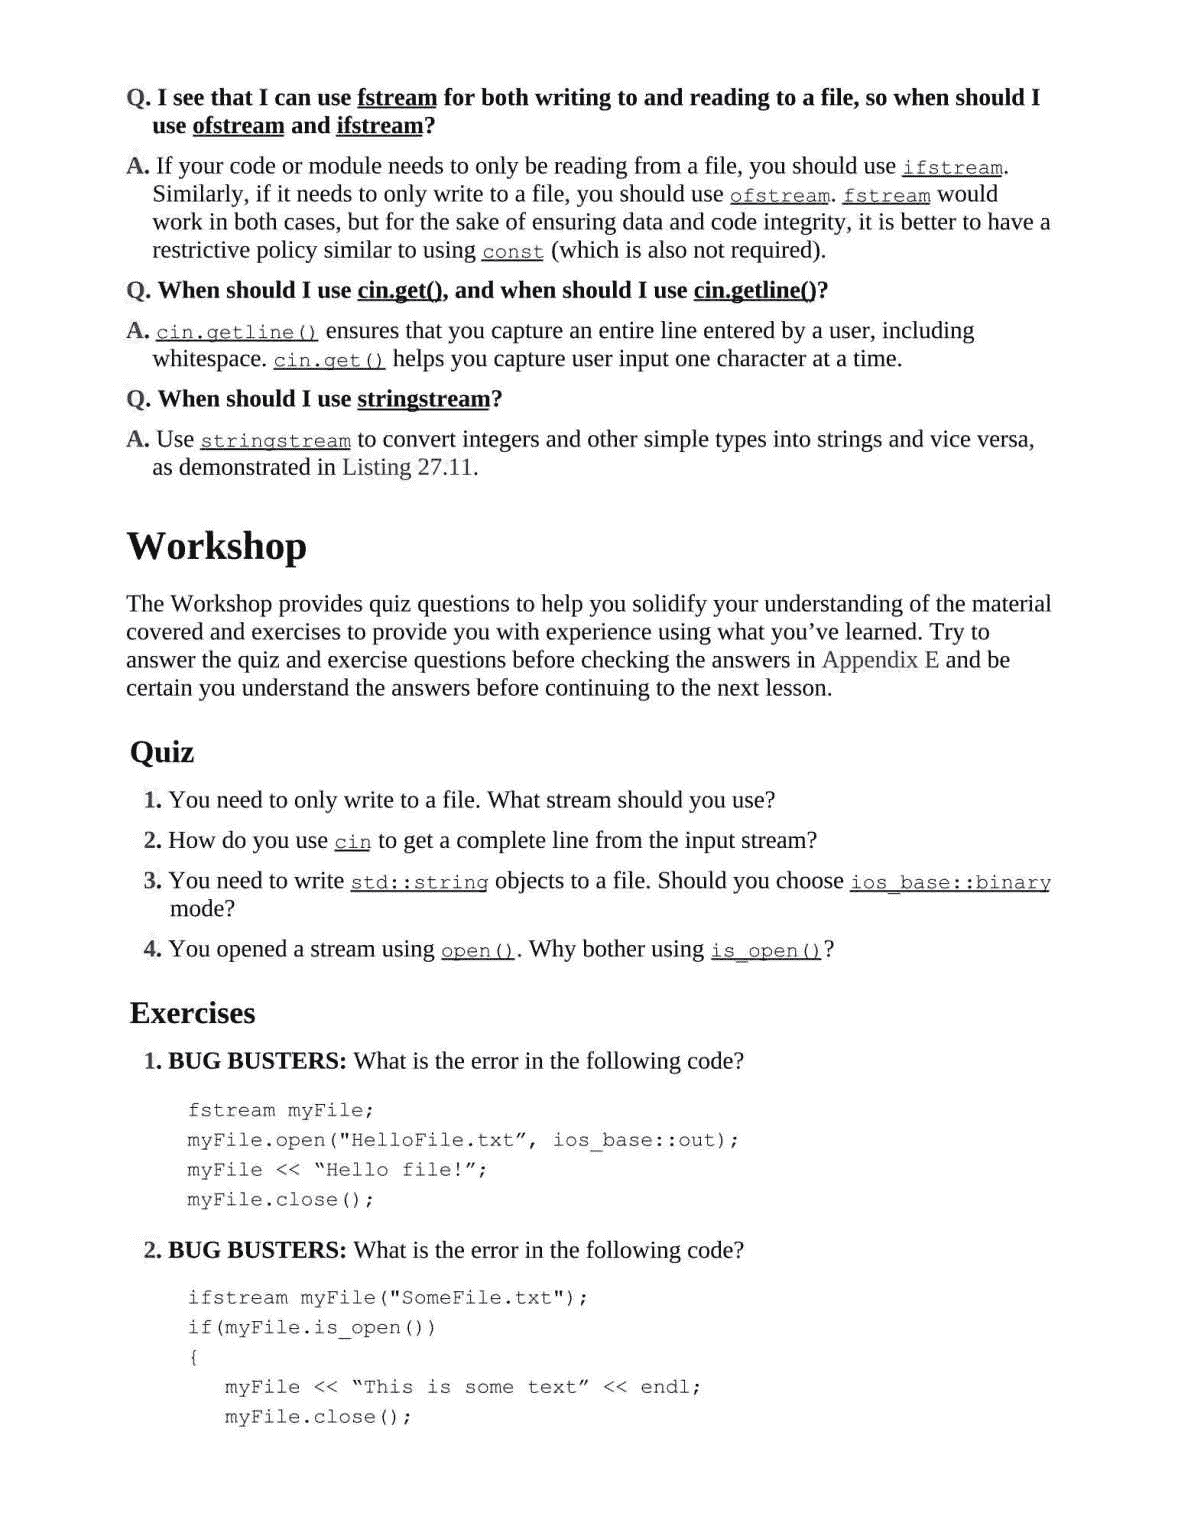 Q. I see that I can use fstream for both writing to and reading to a file, so when should I
use ofstream and ifstream?
A. If your code or module needs to only be reading from a file, you should use ifstream.
Similarly, if it needs to only write to a file, you should use ofstream. fstream would
work in both cases, but for the sake of ensuring data and code integrity, it is better to have a
restrictive policy similar to using const (which is also not required).
Q. When should I use cin.get(), and when should I use cin.getline()?
A. cin.getline() ensures that you capture an entire line entered by a user, including
whitespace. cin.get() helps you capture user input one character at a time.
Q. When should I use stringstream?
A. Use stringstream to convert integers and other simple types into strings and vice versa,
as demonstrated in Listing 27.11.
Workshop
The Workshop provides quiz questions to help you solidify your understanding of the material
covered and exercises to provide you with experience using what you’ve learned. Try to
answer the quiz and exercise questions before checking the answers in Appendix E and be
certain you understand the answers before continuing to the next lesson.
Quiz
1. You need to only write to a file. What stream should you use?
2. How do you use cin to get a complete line from the input stream?
3. You need to write std::string objects to a file. Should you choose ios_base::binary
mode?
4. You opened a stream using open(). Why bother using is_open()?
Exercises
1. BUG BUSTERS: What is the error in the following code?
fstream myFile;
myFile.open("HelloFile.txt”, ios_base::out);
myFile << “Hello file!”;
myFile.close();
2. BUG BUSTERS: What is the error in the following code?
ifstream myFile("SomeFile.txt");
if(myFile.is_open())
{
myFile << “This is some text” << endl;
myFile.close();